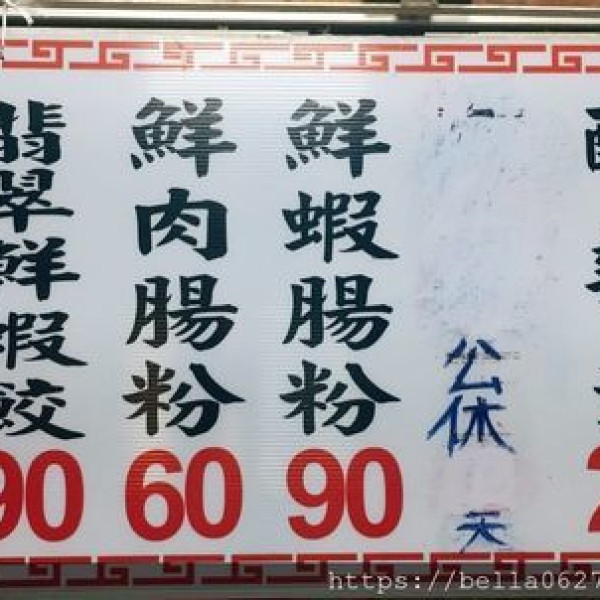 公休 天
鮮蝦腸粉
90
鮮肉腸粉
60
翡翠鮮蝦餃
90
https://bella0627